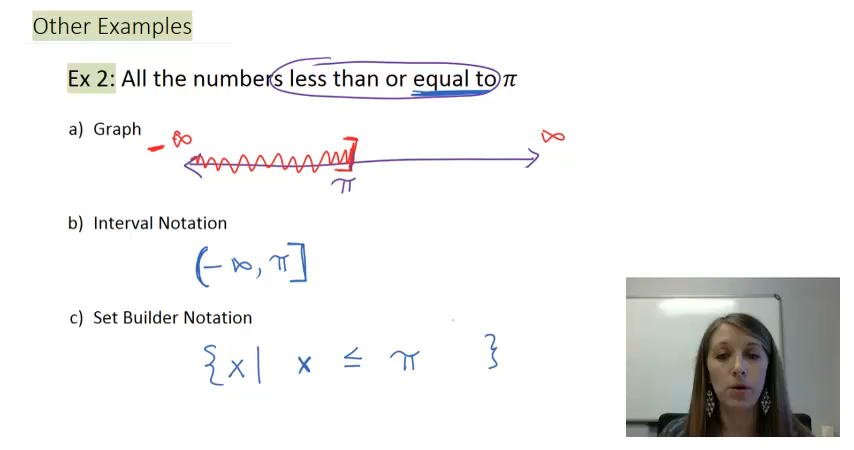 Other Examples
Ex 2: All the numbers less than or equal to π
a) Graph
- ∞ ] ∞
π
b) Interval Notation
(- ∞, π]
c) Set Builder Notation
{x| x ≤ π }